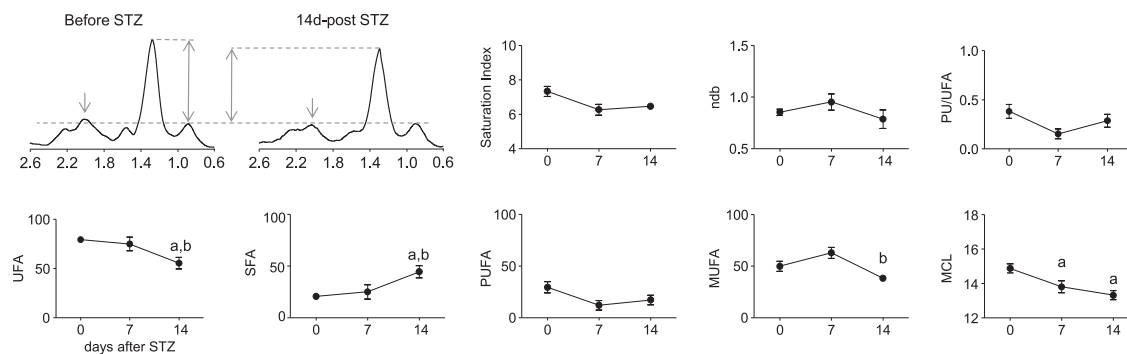 Before STZ
14d-post STZ
2.6 2.2 1.8 1.4 1.0 0.6
2.6 2.2 1.8 1.4 1.0 0.6
Saturation Index
10
8
6
4
0 7 14
ndb
1.5
1.0
0.5
0 7 14
PU/UFA
1.0
0.5
0.0
0 7 14
UFA
100
50
0
a,b
0 7 14
days after STZ
SFA
100
50
0
a,b
0 7 14
PUFA
100
50
0
0 7 14
MUFA
100
50
0
b
0 7 14
MCL
18
16
14
12
a
a
0 7 14